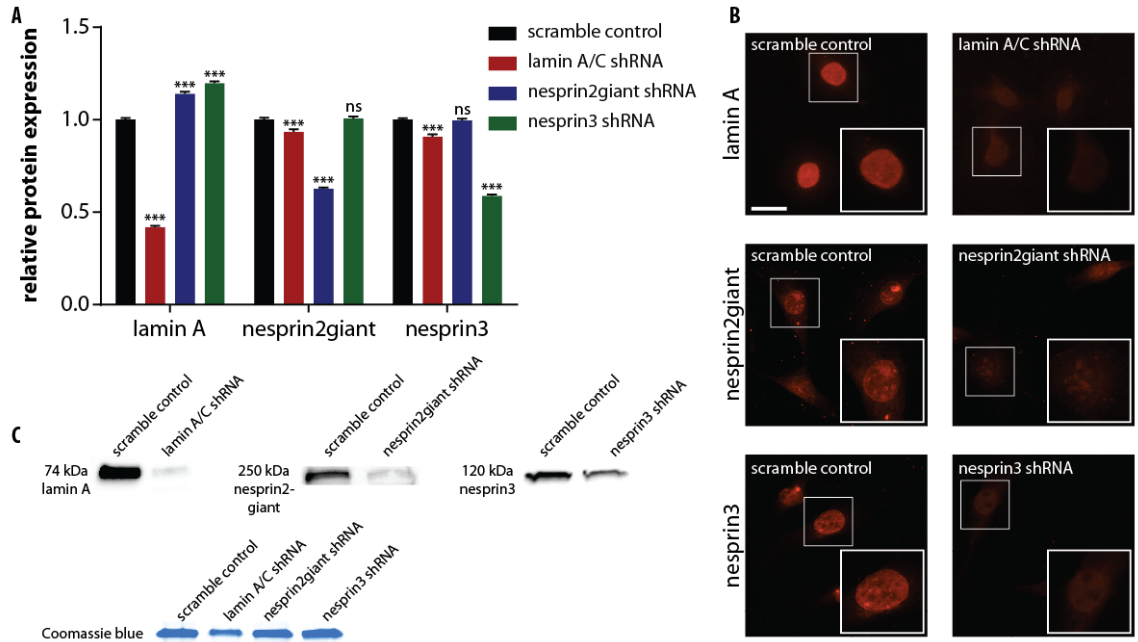 A
relative protein expression
1.5
1.0
0.5
0.0
***
***
***
***
***
ns
***
ns
***
lamin A
nesprin2giant
nesprin3
scramble control
lamin A/C shRNA
nesprin2giant shRNA
nesprin3 shRNA
B
scramble control
lamin A/C shRNA
lamin A
scramble control
nesprin2giant shRNA
nesprin2giant
scramble control
nesprin3 shRNA
nesprin3
C
scramble control
lamin A/C shRNA
74 kDa
lamin A
scramble control
nesprin2giant shRNA
250 kDa
nesprin2-
giant
scramble control
nesprin3 shRNA
120 kDa
nesprin3
scramble control
lamin A/C shRNA
nesprin2giant shRNA
nesprin3 shRNA
Coomassie blue